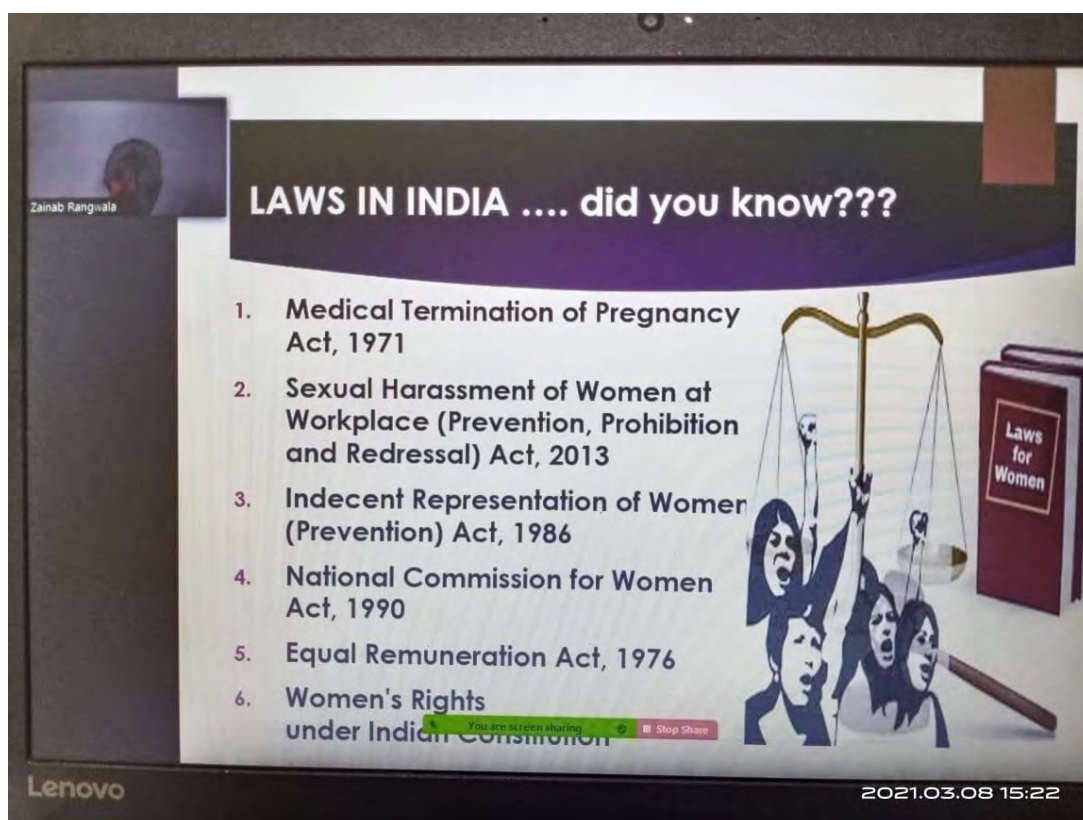 Zainab Rangwala
LAWS IN INDIA .... did you know???
1. Medical Termination of Pregnancy
Act, 1971
2. Sexual Harassment of Women at
Workplace (Prevention, Prohibition
and Redressal) Act, 2013
3. Indecent Representation of Women
(Prevention) Act, 1986
4. National Commission for Women
Act, 1990
5. Equal Remuneration Act, 1976
6. Women's Rights
under Indian Constitution
You are screen sharing
Stop Share
Laws
for
Women
Lenovo
2021.03.08 15:22